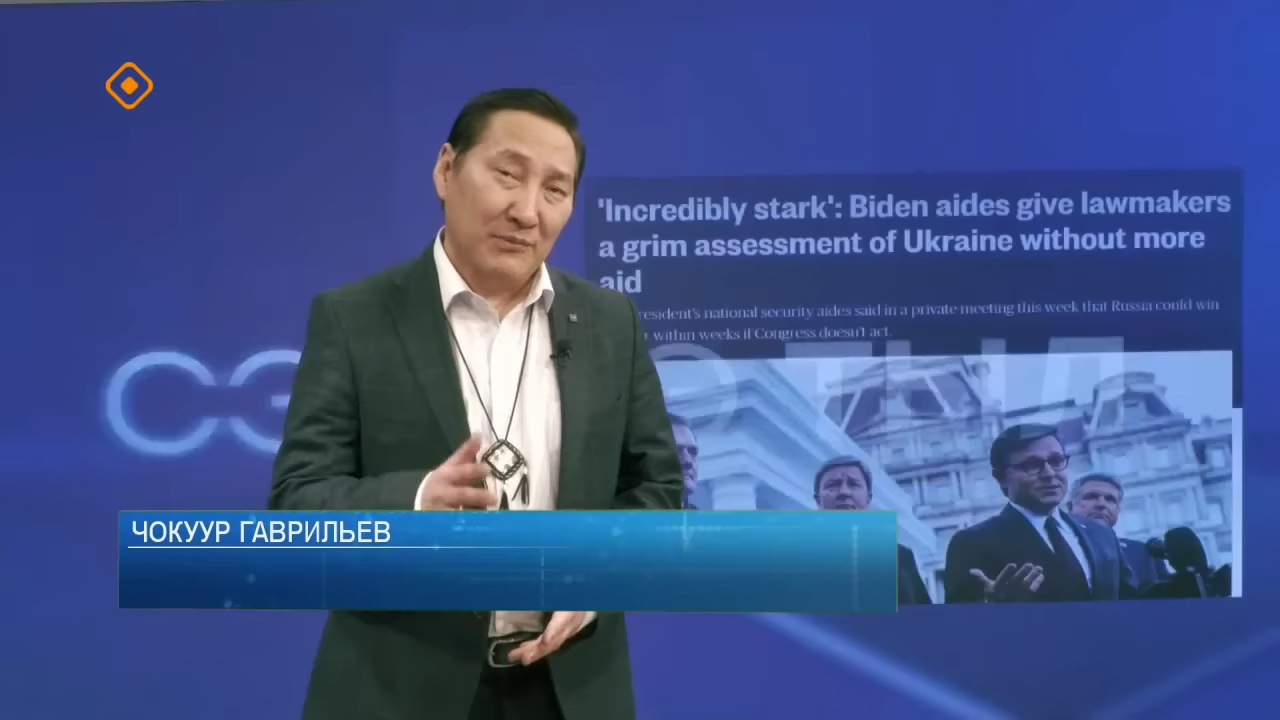 'Incredibly stark': Biden aides give lawmakers
a grim assessment of Ukraine without more
aid
resident's national security aides said in a private meeting this week that Russia could win
within weeks if Congress doesn't act.
ЧОКУУР ГАВРИЛЬЕВ